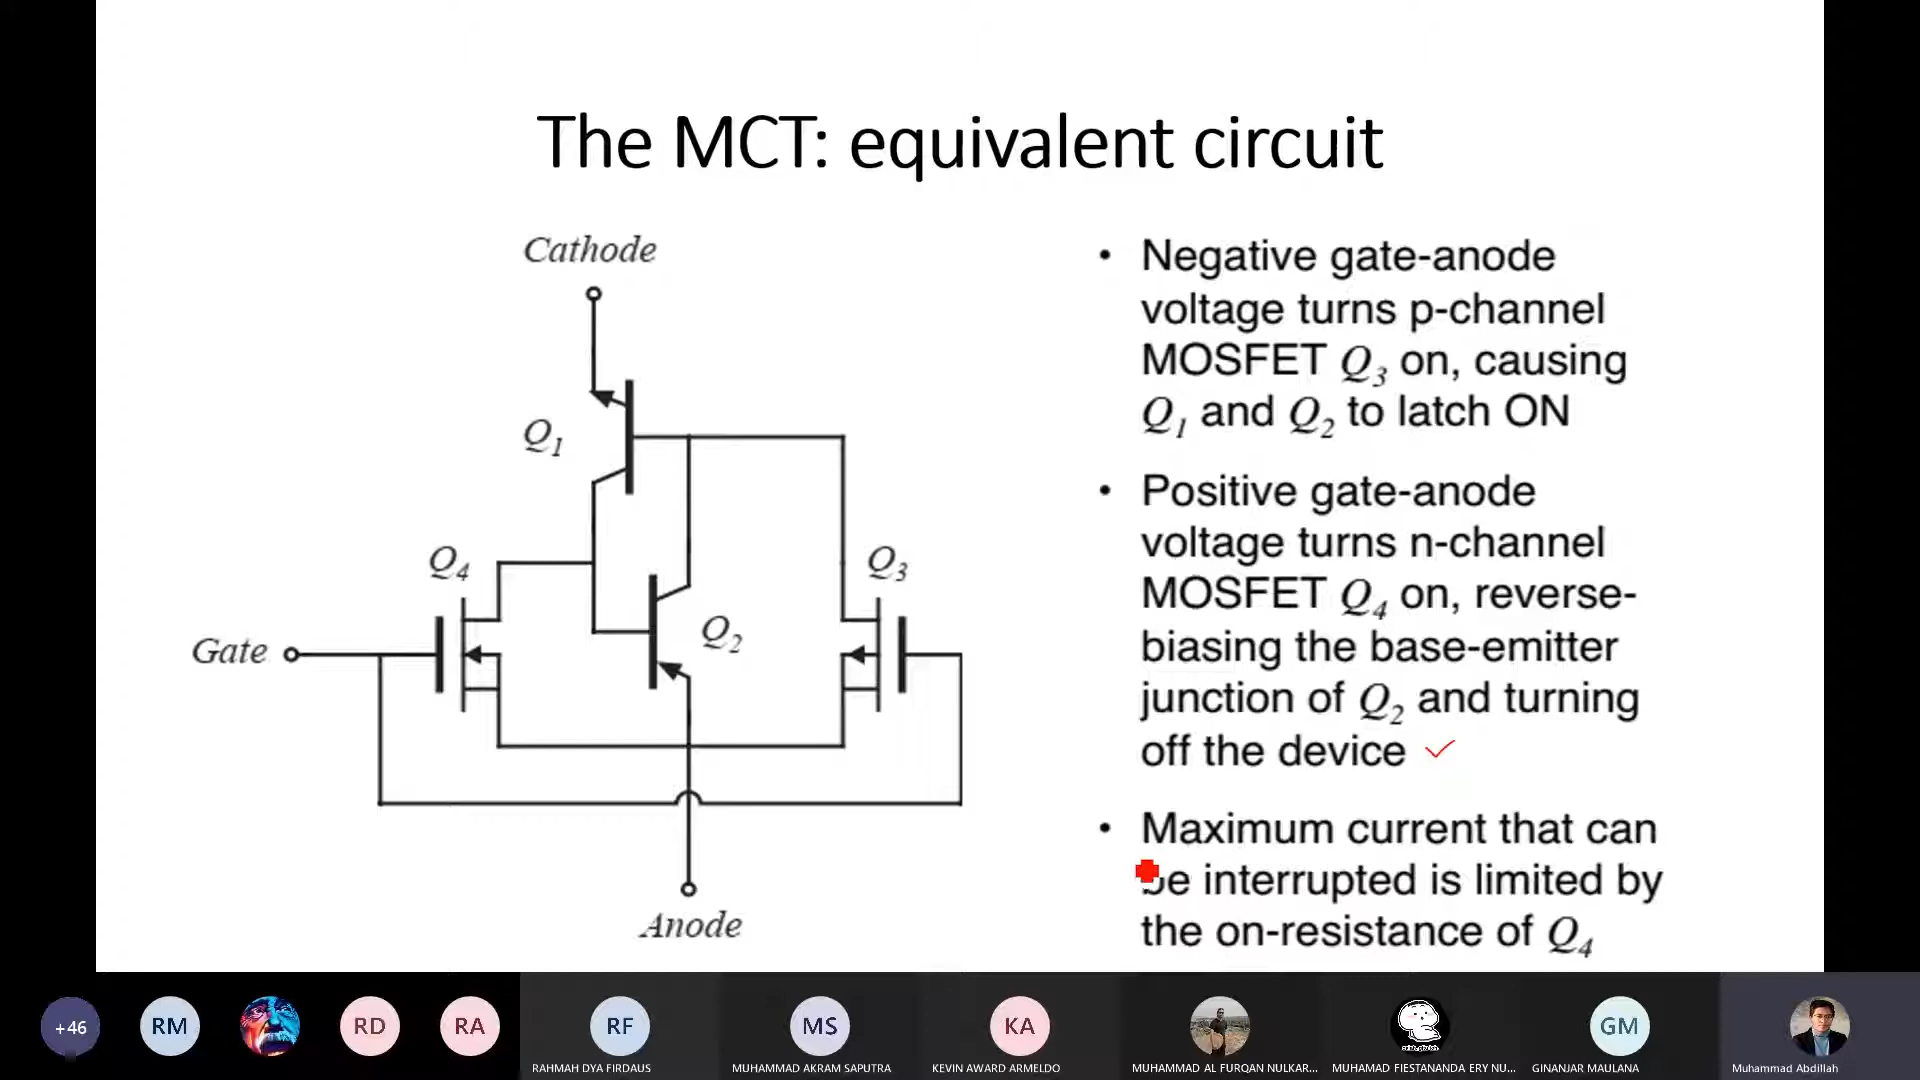 The MCT: equivalent circuit
Cathode
Q1
Q4
Q3
Q2
Gate
Anode
• Negative gate-anode
voltage turns p-channel
MOSFET Q3 on, causing
Q1 and Q2 to latch ON
• Positive gate-anode
voltage turns n-channel
MOSFET Q4 on, reverse-
biasing the base-emitter
junction of Q2 and turning
off the device
• Maximum current that can
be interrupted is limited by
the on-resistance of Q4
+46
RM
RD
RA
RF
MS
KA
GM
RAHMAH DYA FIRDAUS
MUHAMMAD AKRAM SAPUTRA
KEVIN AWARD ARMELDO
MUHAMMAD AL FURQAN NULKAR...
MUHAMAD FIESTANANDA ERY NU...
GINANJAR MAULANA
Muhammad Abdillah